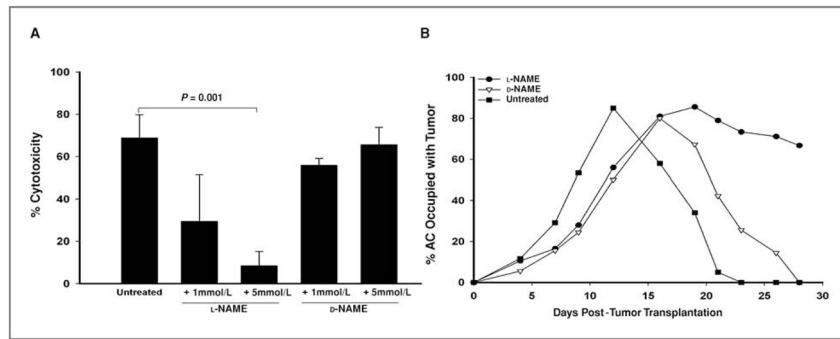 A
B
100
80
60
40
20
0
% Cytotoxicity
P = 0.001
Untreated
+ 1mmol/L
+ 5mmol/L
+ 1mmol/L
+ 5mmol/L
L-NAME
D-NAME
L-NAME
D-NAME
Untreated
100
80
60
40
20
0
% AC Occupied with Tumor
0
5
10
15
20
25
30
Days Post-Tumor Transplantation